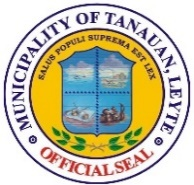 MUNICIPALITY OF TANAUAN, LEYTE
SALUS POPULI SUPREMA EST LEX
OFFICIAL SEAL